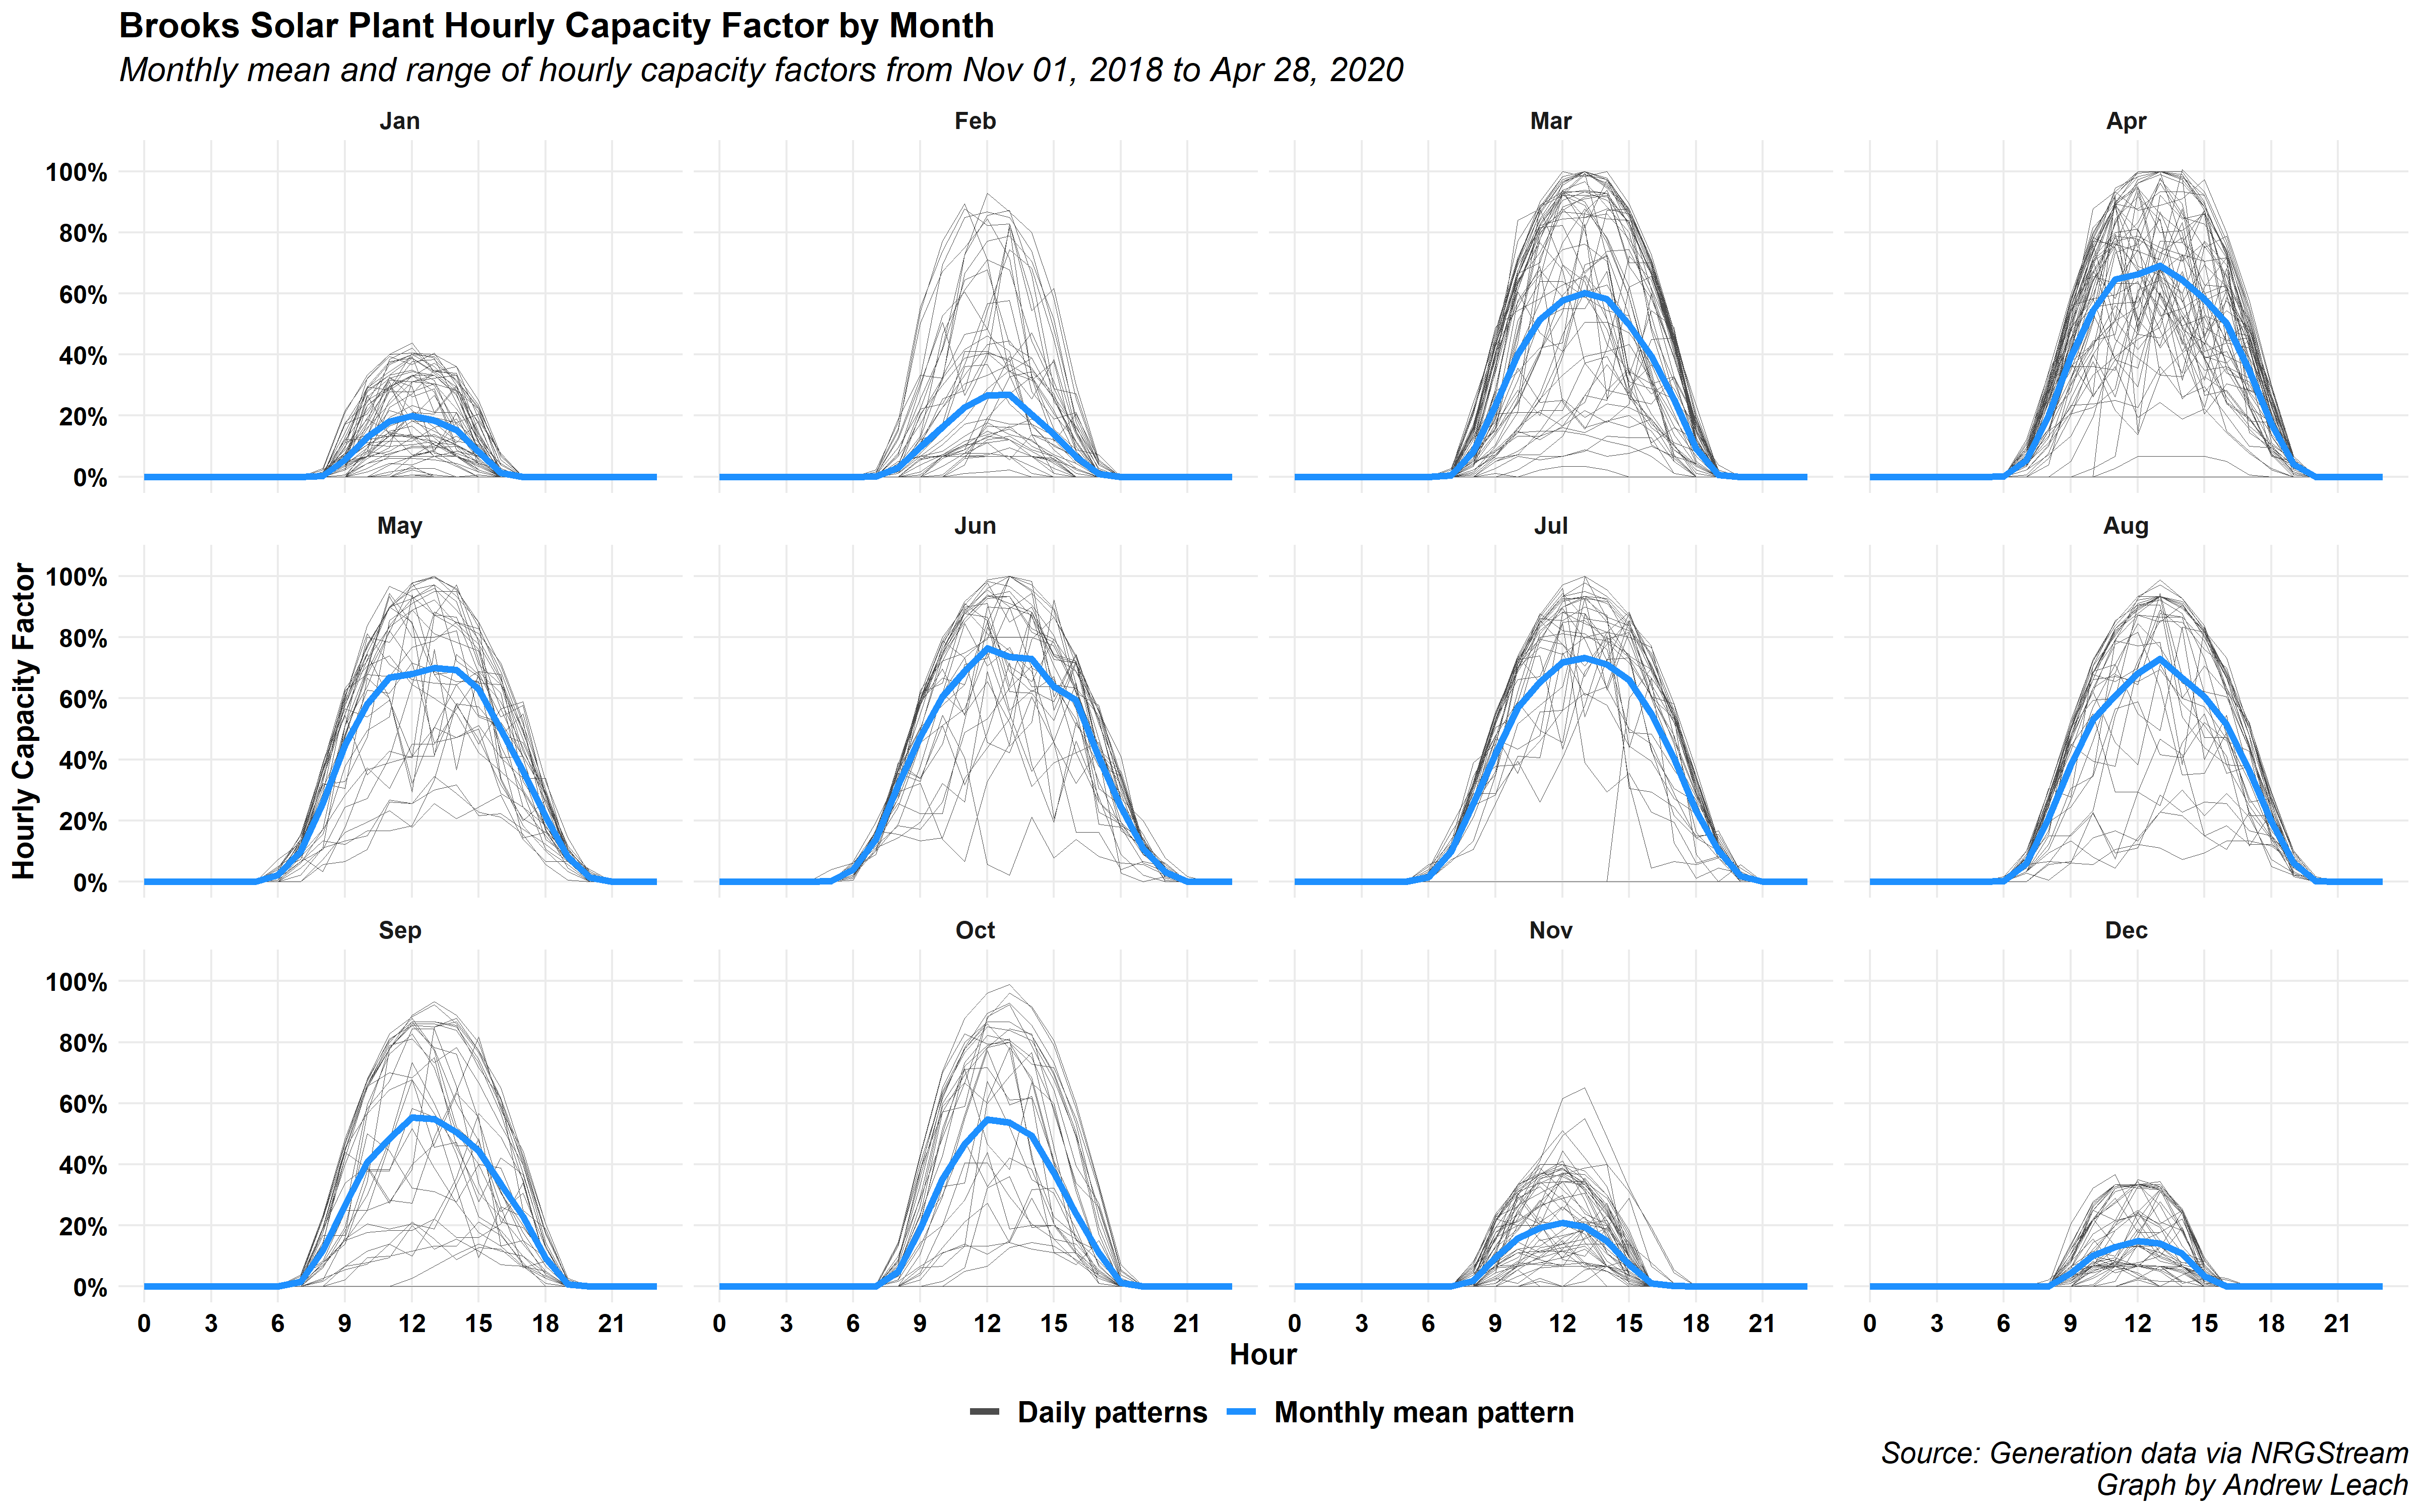 Brooks Solar Plant Hourly Capacity Factor by Month
Monthly mean and range of hourly capacity factors from Nov 01, 2018 to Apr 28, 2020
Jan Feb Mar Apr
100%
80%
60%
40%
20%
0%
May Jun Jul Aug
Hourly Capacity Factor
100%
80%
60%
40%
20%
0%
Sep Oct Nov Dec
100%
80%
60%
40%
20%
0%
0 3 6 9 12 15 18 21 0 3 6 9 12 15 18 21 0 3 6 9 12 15 18 21 0 3 6 9 12 15 18 21
Hour
Daily patterns Monthly mean pattern
Source: Generation data via NRGStream
Graph by Andrew Leach